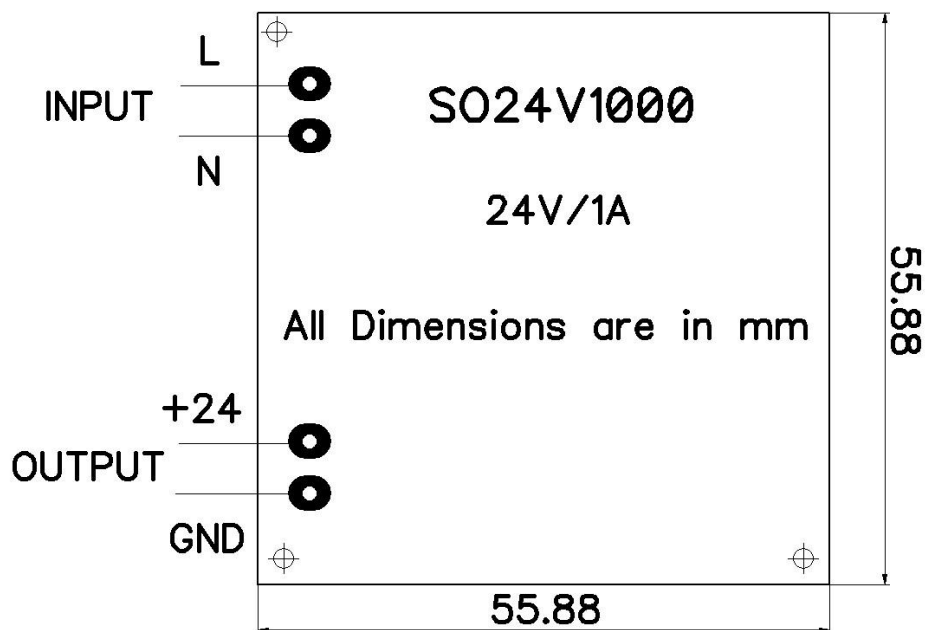 L
INPUT
N
SO24V1000
24V/1A
All Dimensions are in mm
55.88
+24
OUTPUT
GND
55.88